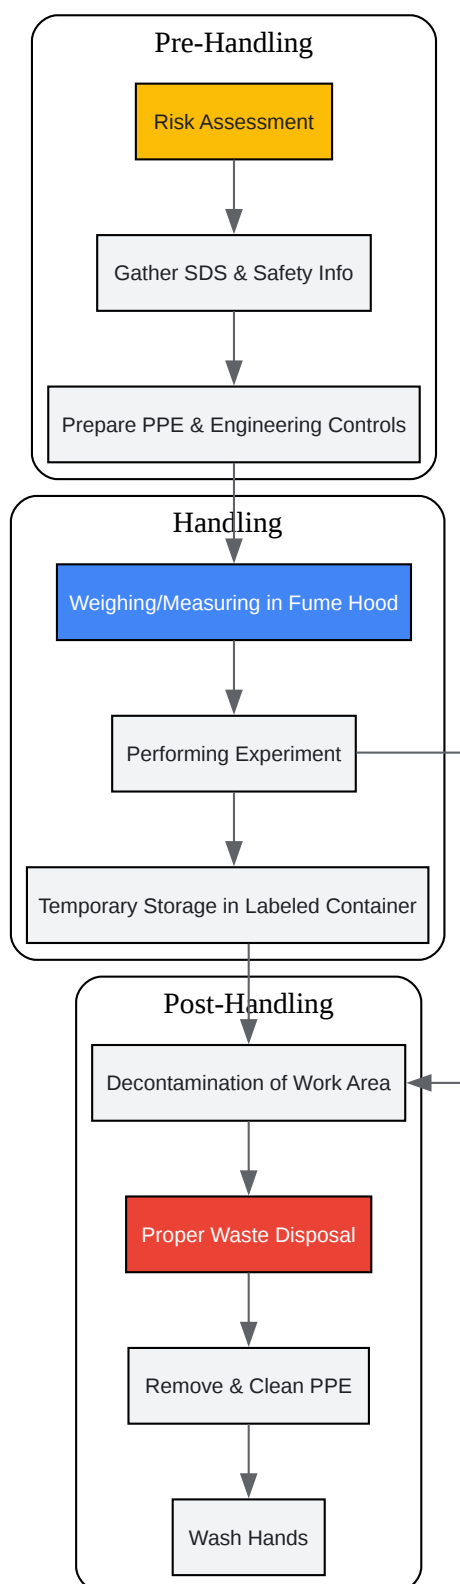 Pre-Handling
Risk Assessment
Gather SDS & Safety Info
Prepare PPE & Engineering Controls
Handling
Weighing/Measuring in Fume Hood
Performing Experiment
Temporary Storage in Labeled Container
Post-Handling
Decontamination of Work Area
Proper Waste Disposal
Remove & Clean PPE
Wash Hands